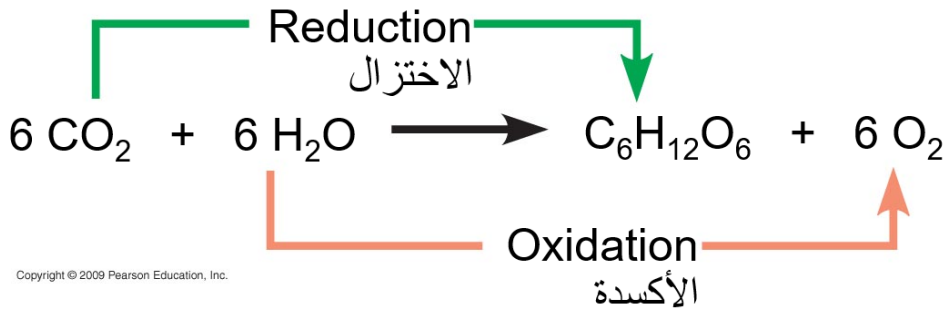 Reduction
الاختزال
6 CO₂ + 6 H₂O → C₆H₁₂O₆ + 6 O₂
Oxidation
الأكسدة
Copyright © 2009 Pearson Education, Inc.